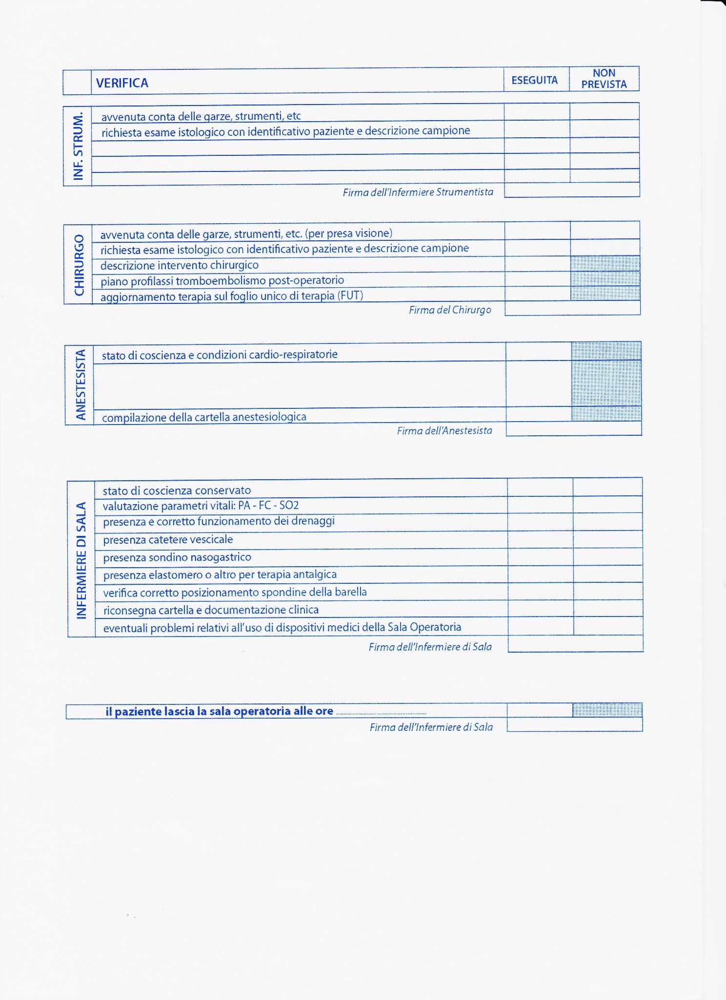 VERIFICA ESEGUITA NON PREVISTA
INF. STRUM.
avvenuta conta delle garze, strumenti, etc
richiesta esame istologico con identificativo paziente e descrizione campione
Firma dell'Infermiere Strumentista
CHIRURGO
avvenuta conta delle garze, strumenti, etc. (per presa visione)
richiesta esame istologico con identificativo paziente e descrizione campione
descrizione intervento chirurgico
piano profilassi tromboembolismo post-operatorio
aggiornamento terapia sul foglio unico di terapia (FUT)
Firma del Chirurgo
ANESTESISTA
stato di coscienza e condizioni cardio-respiratorie
compilazione della cartella anestesiologica
Firma dell'Anestesista
INFERMIERE DI SALA
stato di coscienza conservato
valutazione parametri vitali: PA - FC - SO2
presenza e corretto funzionamento dei drenaggi
presenza catetere vescicale
presenza sondino nasogastrico
presenza elastomero o altro per terapia antalgica
verifica corretto posizionamento spondine della barella
riconsegna cartella e documentazione clinica
eventuali problemi relativi all'uso di dispositivi medici della Sala Operatoria
Firma dell'Infermiere di Sala
il paziente lascia la sala operatoria alle ore ......................................................
Firma dell'Infermiere di Sala